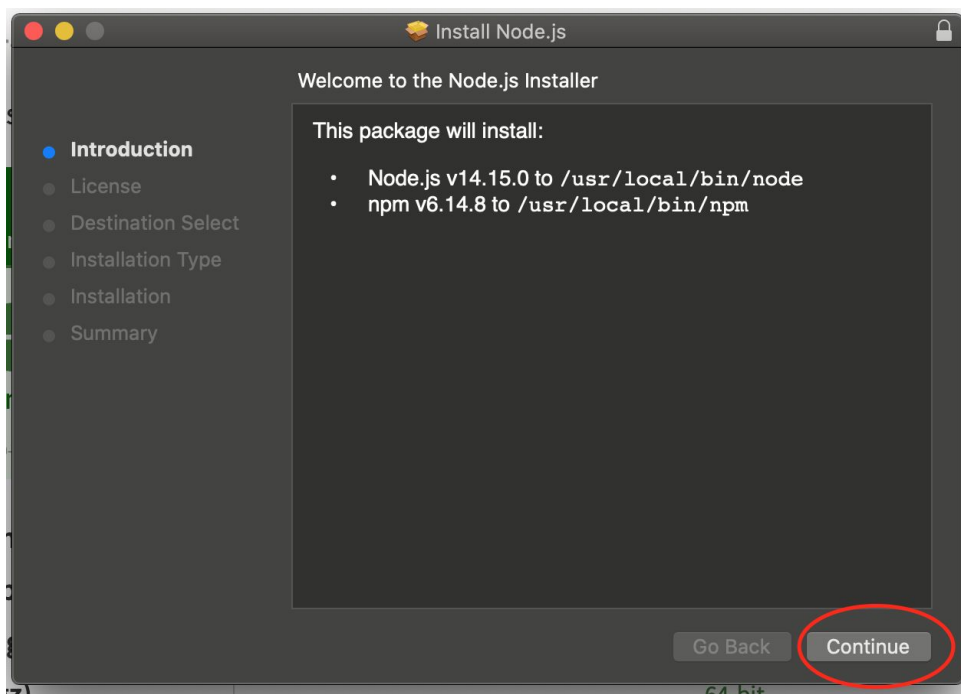 Install Node.js
Welcome to the Node.js Installer
Introduction
License
Destination Select
Installation Type
Installation
Summary
This package will install:
• Node.js v14.15.0 to /usr/local/bin/node
• npm v6.14.8 to /usr/local/bin/npm
Go Back
Continue
64-bit